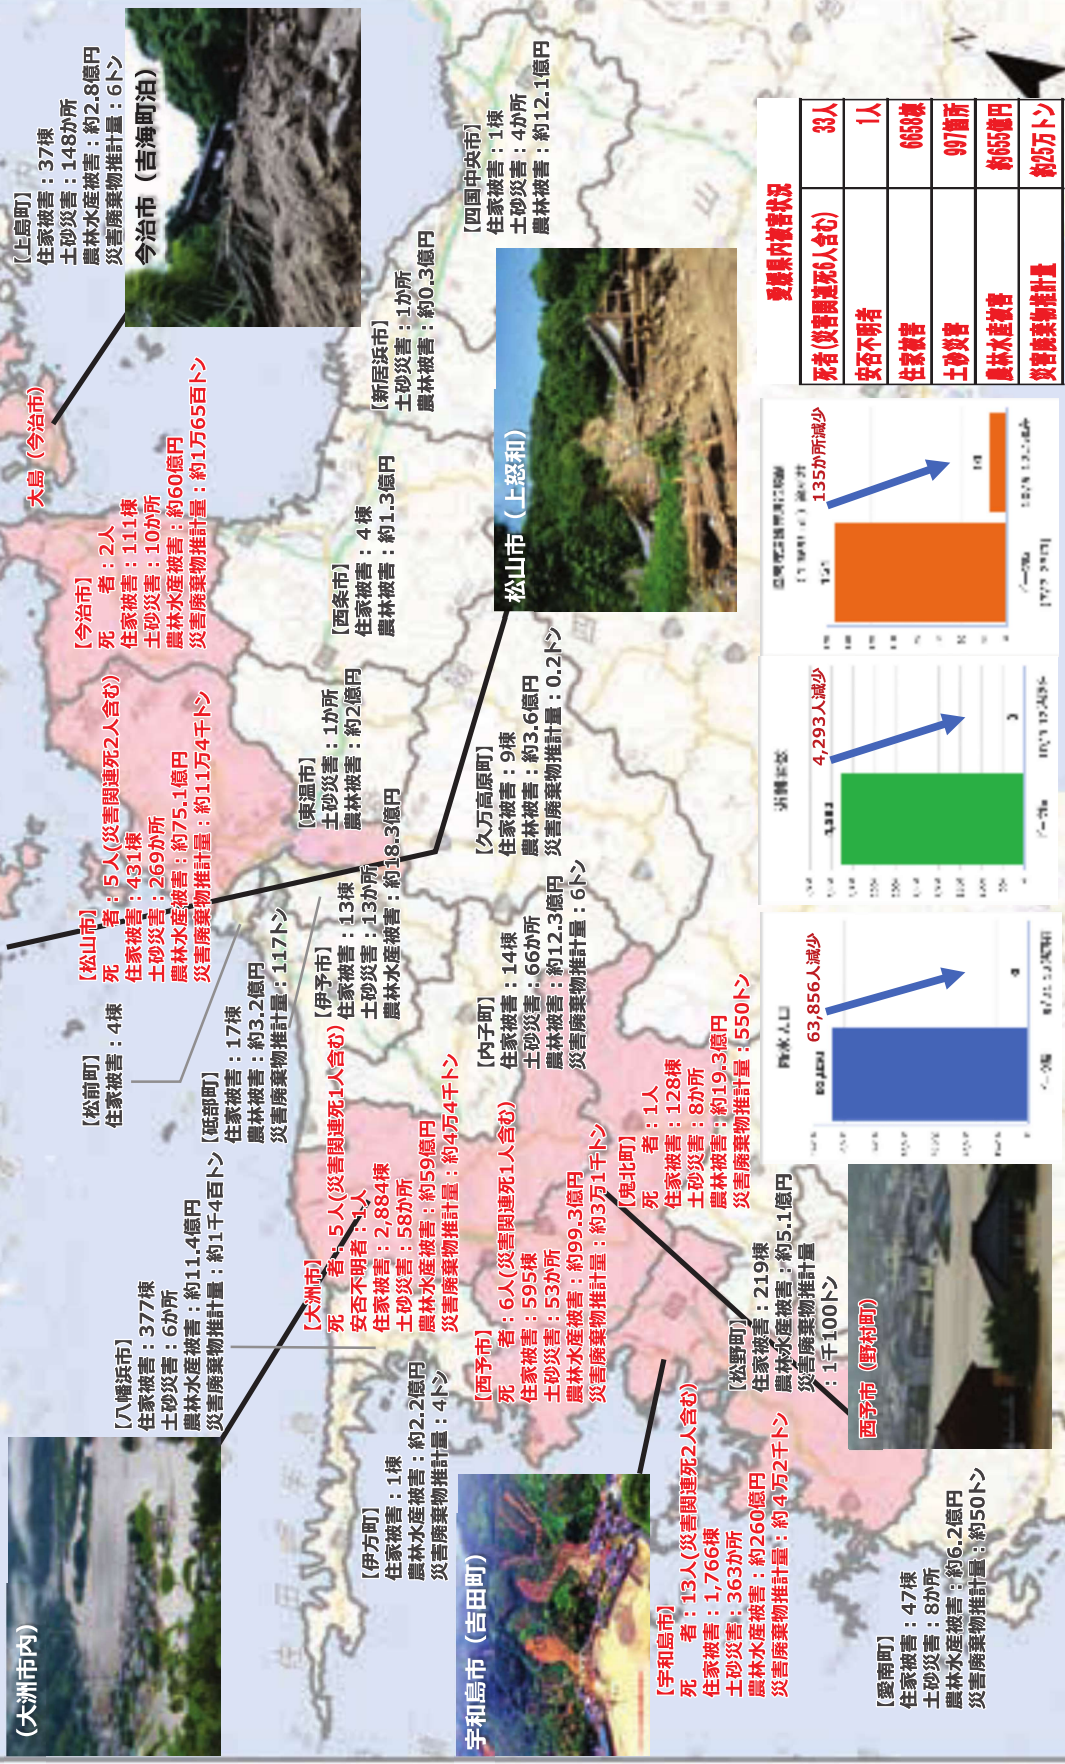 (大洲市内)
【八幡浜市】
住家被害：377棟
土砂災害：6か所
農林水産被害：約11.4億円
災害廃棄物推計量：約1千4百トン
【松前町】
住家被害：4棟
【松山市】
死　者：5人(災害関連死2人含む)
住家被害：431棟
土砂災害：269か所
農林水産被害：約75.1億円
災害廃棄物推計量：約11万4千トン
【今治市】
死　者：2人
住家被害：111棟
土砂災害：10か所
農林水産被害：約60億円
災害廃棄物推計量：約1万65百トン
大島（今治市）
【上島町】
住家被害：37棟
土砂災害：148か所
農林水産被害：約2.8億円
災害廃棄物推計量：6トン
今治市（吉海町泊）
【砥部町】
住家被害：17棟
農林被害：約3.2億円
災害廃棄物推計量：117トン
【大洲市】
死　者：5人(災害関連死1人含む)
安否不明者：1人
住家被害：2,884棟
土砂災害：58か所
農林水産被害：約59億円
災害廃棄物推計量：約4万4千トン
【伊予市】
住家被害：13棟
土砂災害：13か所
農林水産被害：約18.3億円
【東温市】
土砂災害：1か所
農林被害：約2億円
【西条市】
住家被害：4棟
農林被害：約1.3億円
【新居浜市】
土砂災害：1か所
農林被害：約0.3億円
【四国中央市】
住家被害：1棟
土砂災害：4か所
農林被害：約12.1億円
【伊方町】
住家被害：1棟
農林水産被害：約2.2億円
災害廃棄物推計量：4トン
【西予市】
死　者：6人(災害関連死1人含む)
住家被害：595棟
土砂災害：53か所
農林水産被害：約99.3億円
災害廃棄物推計量：約3万1千トン
【内子町】
住家被害：14棟
土砂災害：66か所
農林被害：約12.3億円
災害廃棄物推計量：6トン
【久万高原町】
住家被害：9棟
農林被害：約3.6億円
災害廃棄物推計量：0.2トン
松山市（上怒和）
宇和島市（吉田町）
【鬼北町】
死　者：1人
住家被害：128棟
土砂災害：8か所
農林被害：約19.3億円
災害廃棄物推計量：550トン
【宇和島市】
死　者：13人(災害関連死2人含む)
住家被害：1,766棟
土砂災害：363か所
農林水産被害：約260億円
災害廃棄物推計量：約4万2千トン
【松野町】
住家被害：219棟
農林水産被害：約5.1億円
災害廃棄物推計量
：1千100トン
西予市（野村町）
【愛南町】
住家被害：47棟
土砂災害：8か所
農林水産被害：約6.2億円
災害廃棄物推計量：約50トン
63,856人減少
4,293人減少
135か所減少
愛媛県内被害状況
死者(災害関連死6人含む)　33人
安否不明者　1人
住家被害　6650棟
土砂災害　997箇所
農林水産被害　約655億円
災害廃棄物推計量　約25万トン
N